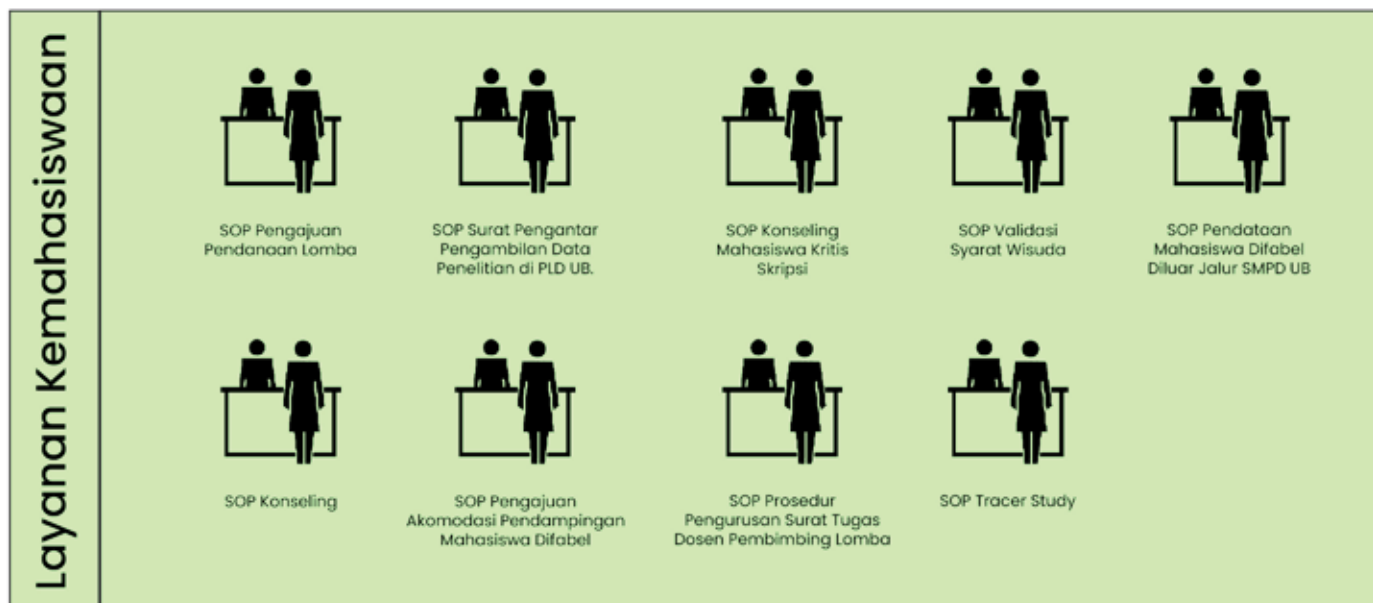 Layanan Kemahasiswaan
SOP Pengajuan
Pendanaan Lomba
SOP Surat Pengantar
Pengambilan Data
Penelitian di PLD UB.
SOP Konseling
Mahasiswa Kritis
Skripsi
SOP Validasi
Syarat Wisuda
SOP Pendataan
Mahasiswa Difabel
Diluar Jalur SMPD UB
SOP Konseling
SOP Pengajuan
Akomodasi Pendampingan
Mahasiswa Difabel
SOP Prosedur
Pengurusan Surat Tugas
Dosen Pembimbing Lomba
SOP Tracer Study